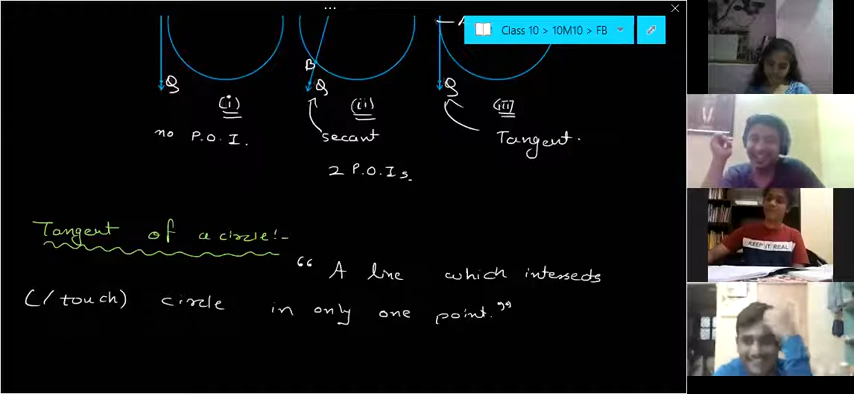 Class 10 > 10M10 > FB
A
B
Q
Q
Q
(i)
(ii)
(iii)
no P.O.I.
secant
Tangent.
2 P.O.Is.
Tangent of a circle:-
“ A line which interseds
(/touch) circle in only one point.”
KEEP IT REAL